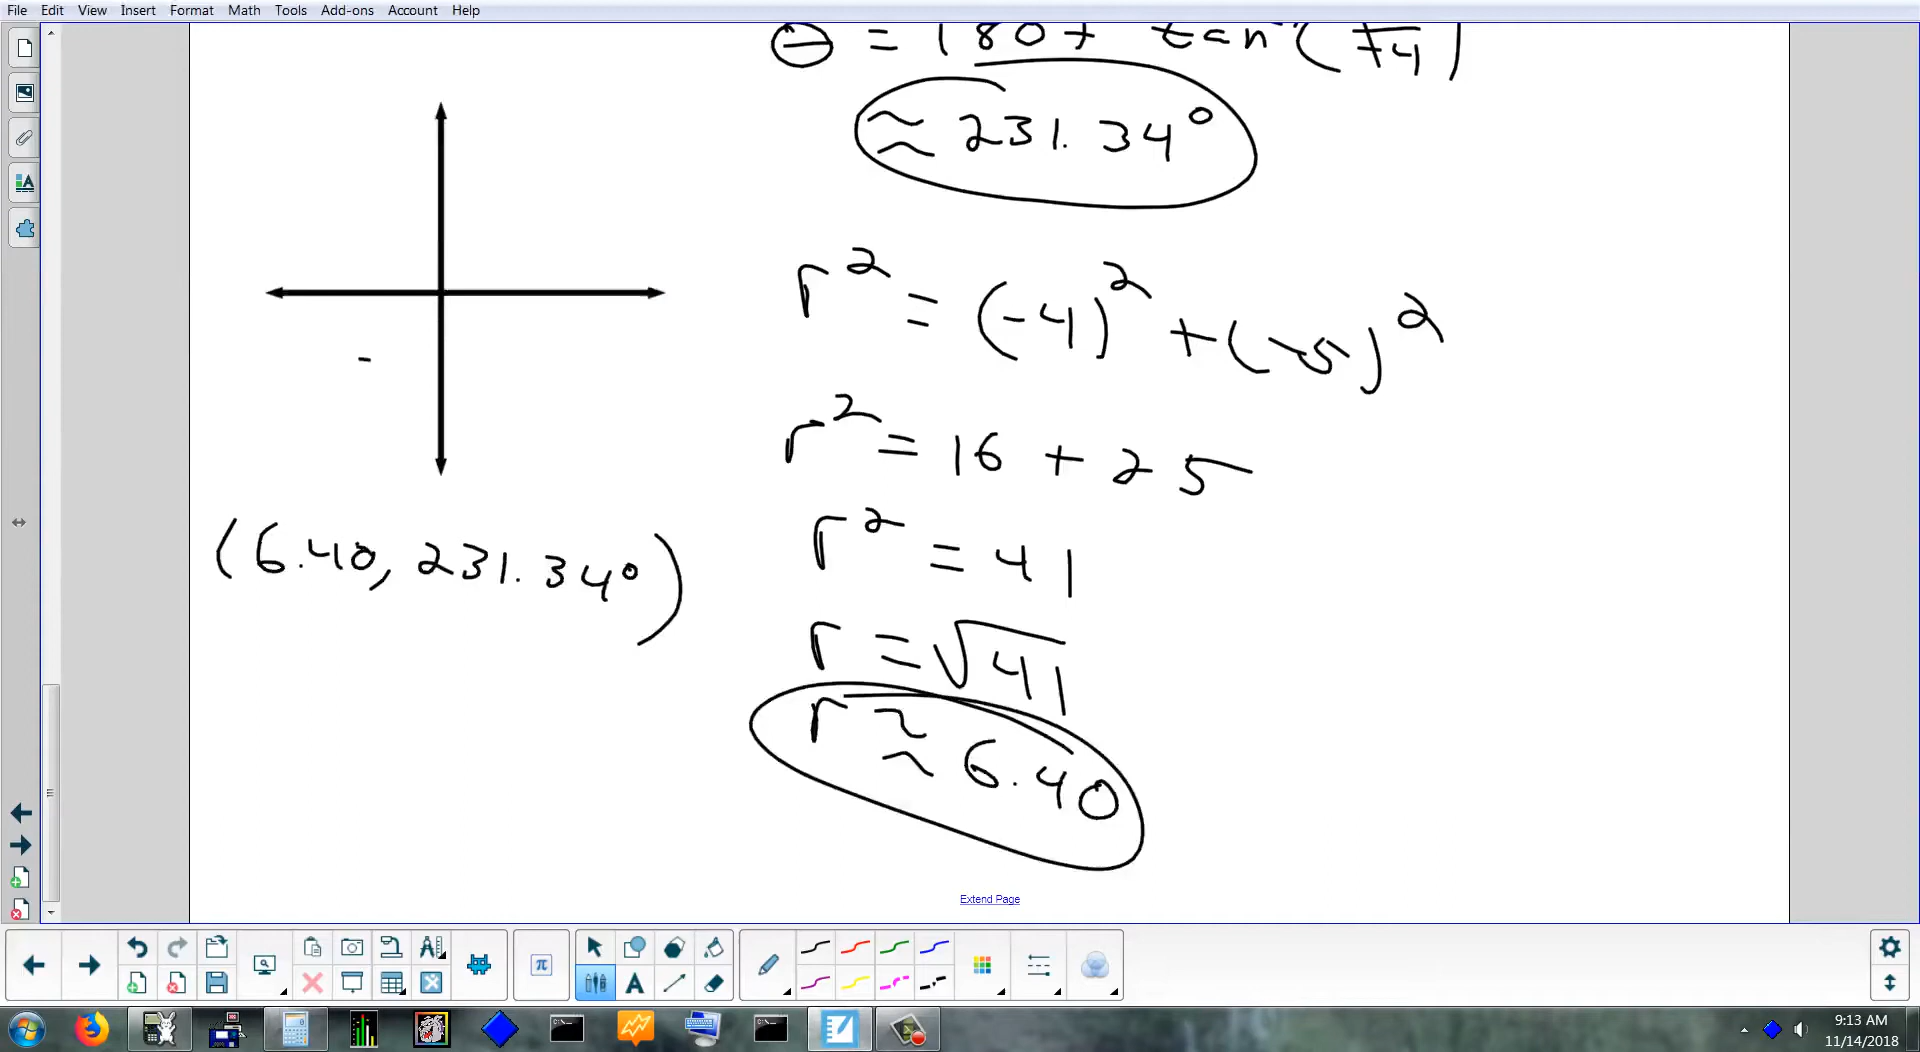 File Edit View Insert Format Math Tools Add-ons Account Help
θ = 180 + tan⁻¹(
-4)
≈ 231.34°
r² = (-4)² + (-5)²
r² = 16 + 25
(6.40, 231.34°)
r² = 41
r = √41
r ≈ 6.40
Extend Page
π
A
9:13 AM
11/14/2018